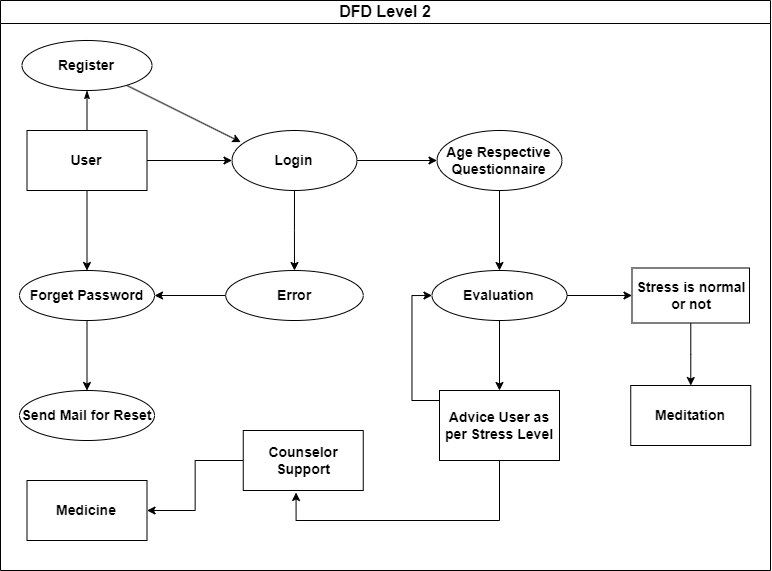 DFD Level 2
Register
User
Login
Age Respective
Questionnaire
Forget Password
Error
Evaluation
Stress is normal
or not
Send Mail for Reset
Advice User as
per Stress Level
Meditation
Counselor
Support
Medicine